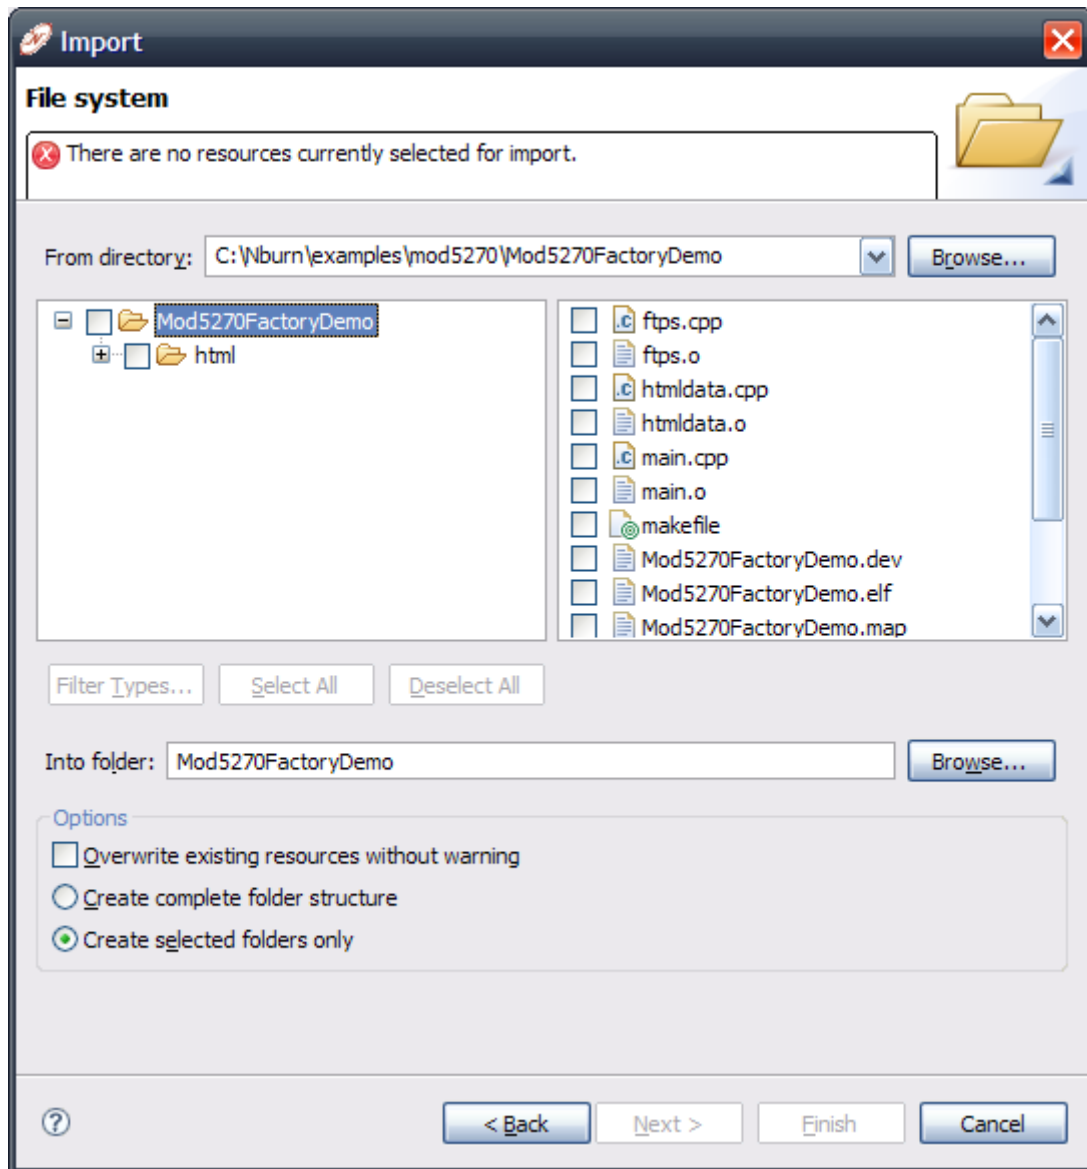 Import
File system
There are no resources currently selected for import.
From directory: C:\Nburn\examples\mod5270\Mod5270FactoryDemo Browse...
Mod5270FactoryDemo
html
ftps.cpp
ftps.o
htmldata.cpp
htmldata.o
main.cpp
main.o
makefile
Mod5270FactoryDemo.dev
Mod5270FactoryDemo.elf
Mod5270FactoryDemo.map
Filter Types... Select All Deselect All
Into folder: Mod5270FactoryDemo Browse...
Options
Overwrite existing resources without warning
Create complete folder structure
Create selected folders only
? < Back Next > Finish Cancel